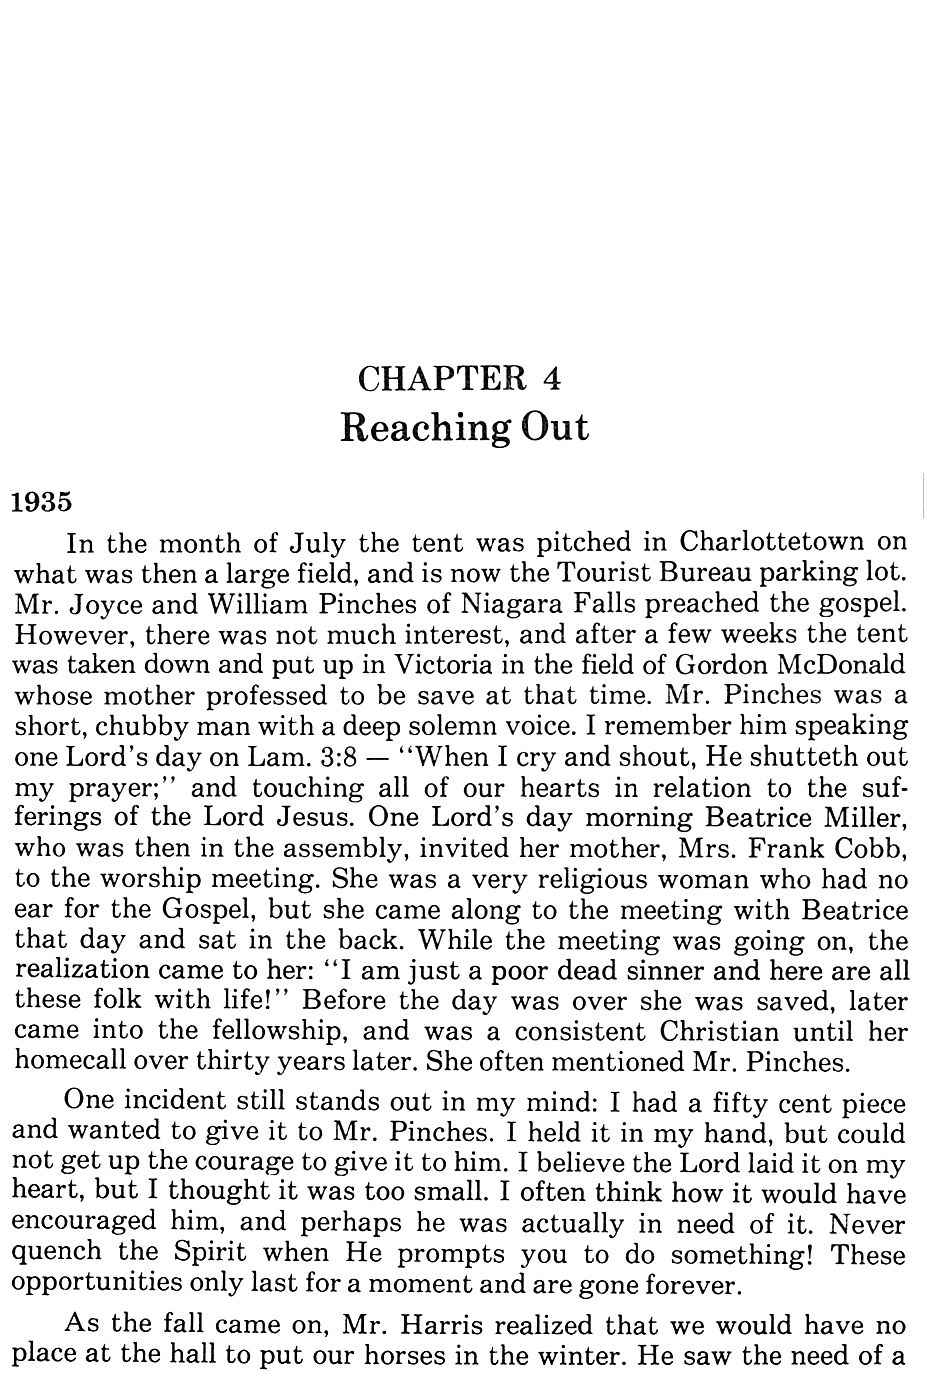 CHAPTER 4
Reaching Out
1935
In the month of July the tent was pitched in Charlottetown on
what was then a large field, and is now the Tourist Bureau parking lot.
Mr. Joyce and William Pinches of Niagara Falls preached the gospel.
However, there was not much interest, and after a few weeks the tent
was taken down and put up in Victoria in the field of Gordon McDonald
whose mother professed to be save at that time. Mr. Pinches was a
short, chubby man with a deep solemn voice. I remember him speaking
one Lord's day on Lam. 3:8 — ‘‘When I cry and shout, He shutteth out
my prayer;’’ and touching all of our hearts in relation to the suf-
ferings of the Lord Jesus. One Lord's day morning Beatrice Miller,
who was then in the assembly, invited her mother, Mrs. Frank Cobb,
to the worship meeting. She was a very religious woman who had no
ear for the Gospel, but she came along to the meeting with Beatrice
that day and sat in the back. While the meeting was going on, the
realization came to her: ‘‘I am just a poor dead sinner and here are all
these folk with life!’’ Before the day was over she was saved, later
came into the fellowship, and was a consistent Christian until her
homecall over thirty years later. She often mentioned Mr. Pinches.
One incident still stands out in my mind: I had a fifty cent piece
and wanted to give it to Mr. Pinches. I held it in my hand, but could
not get up the courage to give it to him. I believe the Lord laid it on my
heart, but I thought it was too small. I often think how it would have
encouraged him, and perhaps he was actually in need of it. Never
quench the Spirit when He prompts you to do something! These
opportunities only last for a moment and are gone forever.
As the fall came on, Mr. Harris realized that we would have no
place at the hall to put our horses in the winter. He saw the need of a